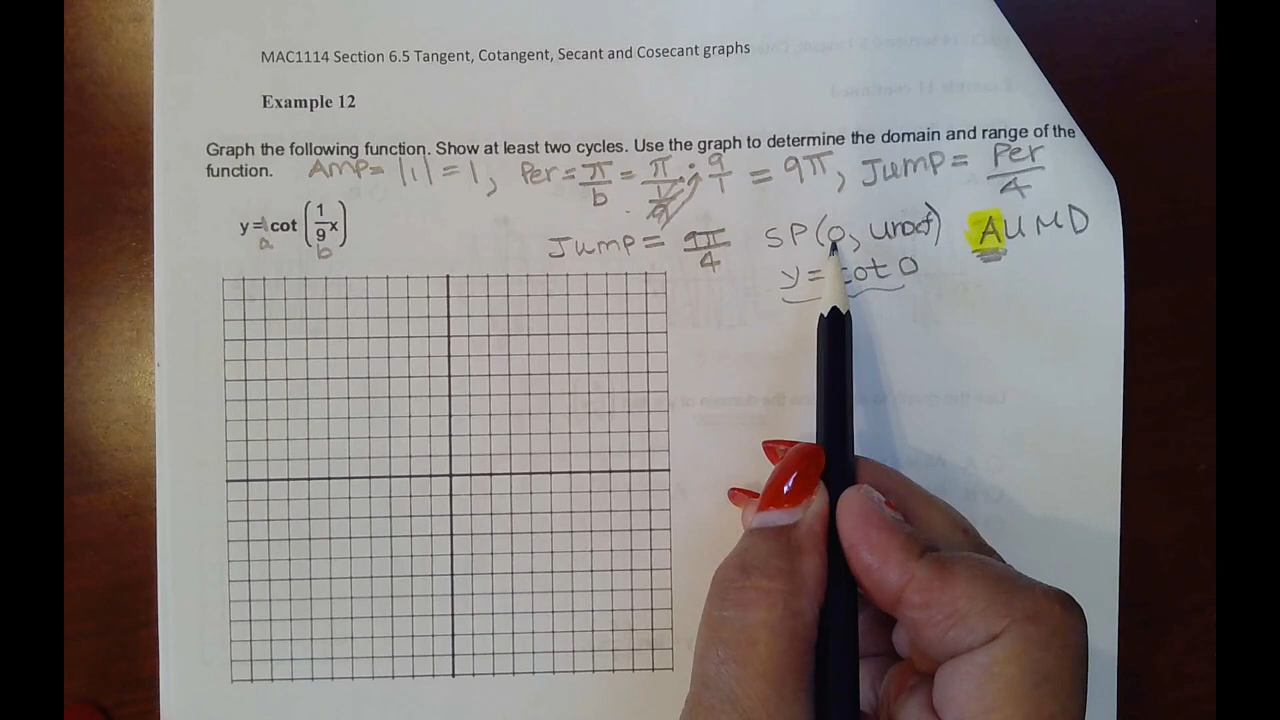 MAC1114 Section 6.5 Tangent, Cotangent, Secant and Cosecant graphs
Example 12
Graph the following function. Show at least two cycles. Use the graph to determine the domain and range of the
function. Amp = |1| = 1, Per = π/b = π/(1/9) · 9/1 = 9π, Jump = Per/4
y = 1 cot (1/9 x)
a b
Jump = 9π/4 SP(0, undef) AUMD
y = cot 0